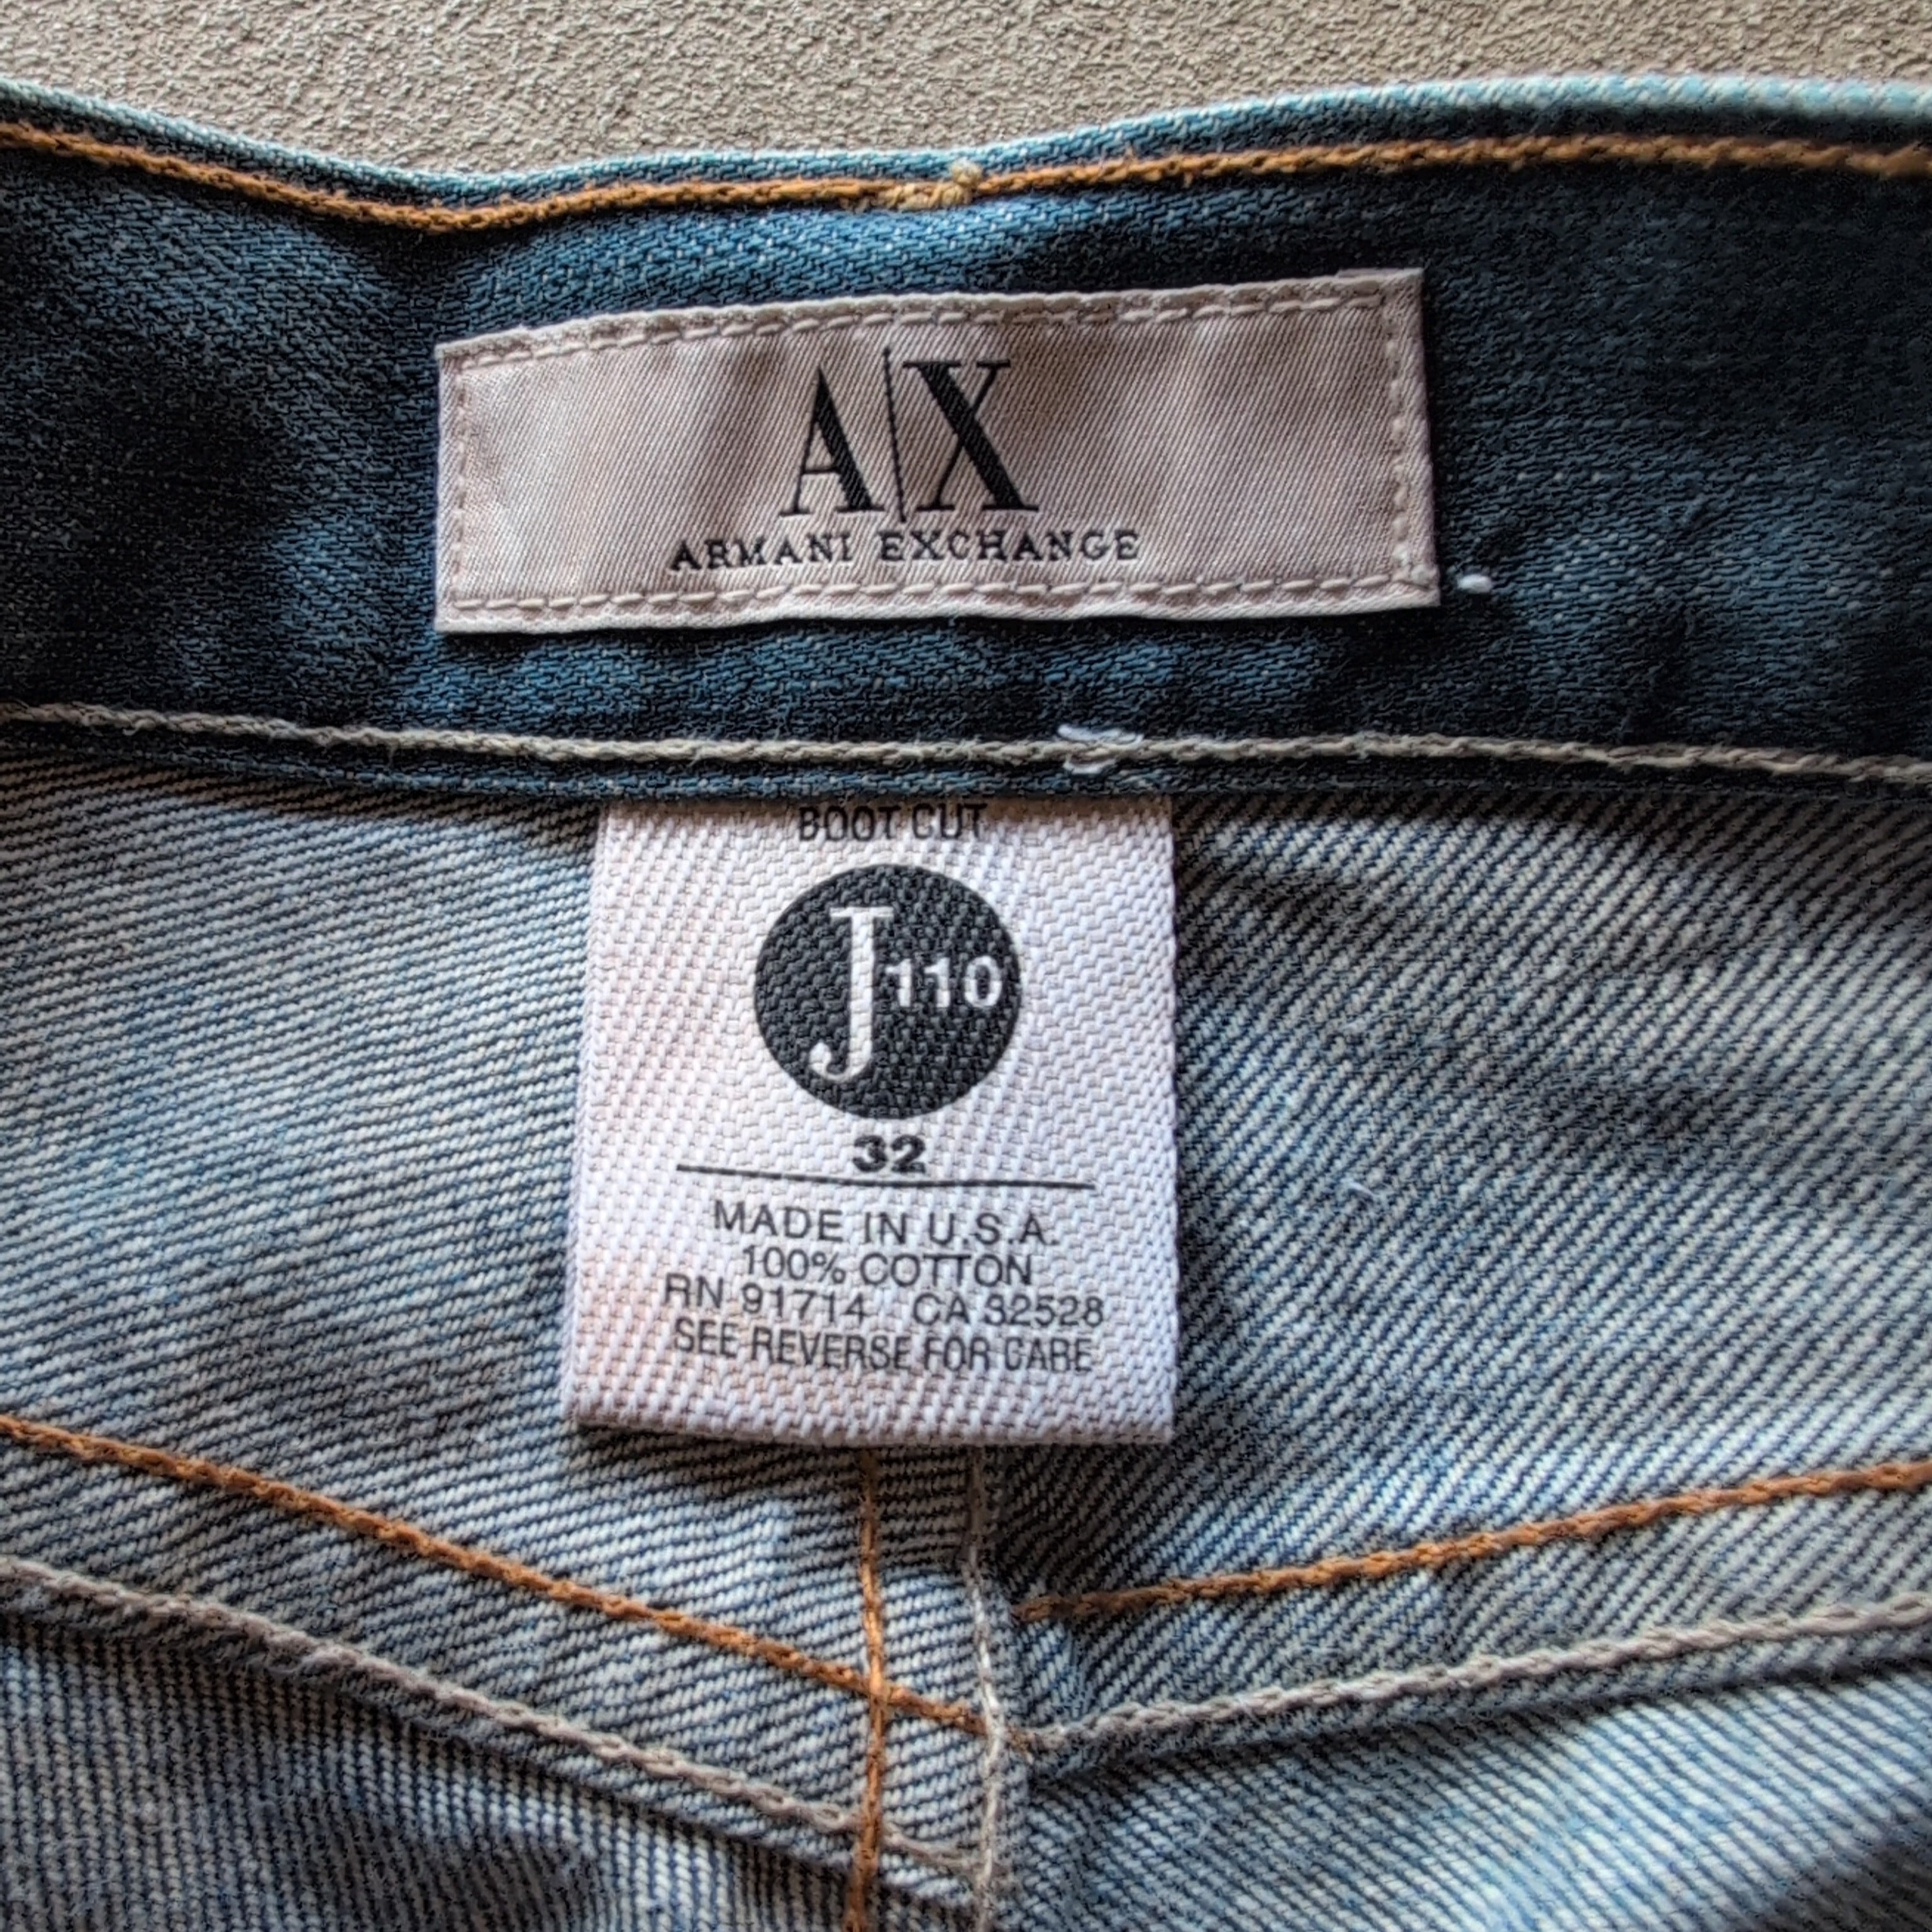 A|X
ARMANI EXCHANGE
BOOT CUT
J110
32
MADE IN U.S.A.
100% COTTON
RN 91714 CA 32528
SEE REVERSE FOR CARE